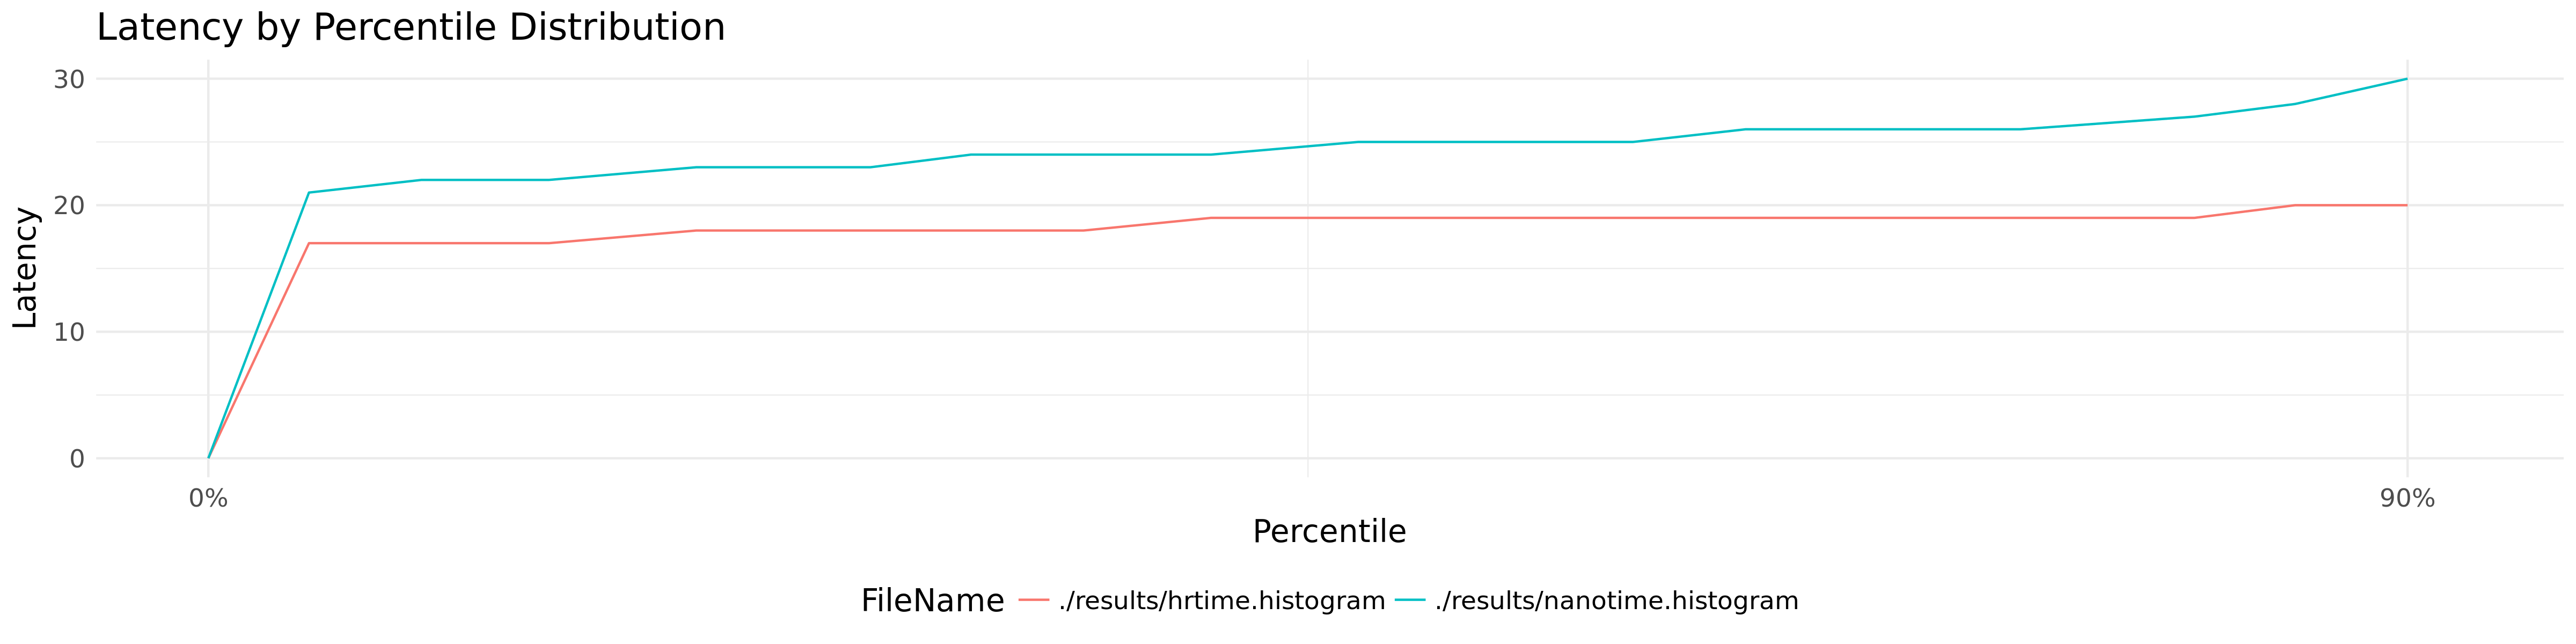 Latency by Percentile Distribution
30
20
10
0
Latency
0% 90%
Percentile
FileName ./results/hrtime.histogram ./results/nanotime.histogram